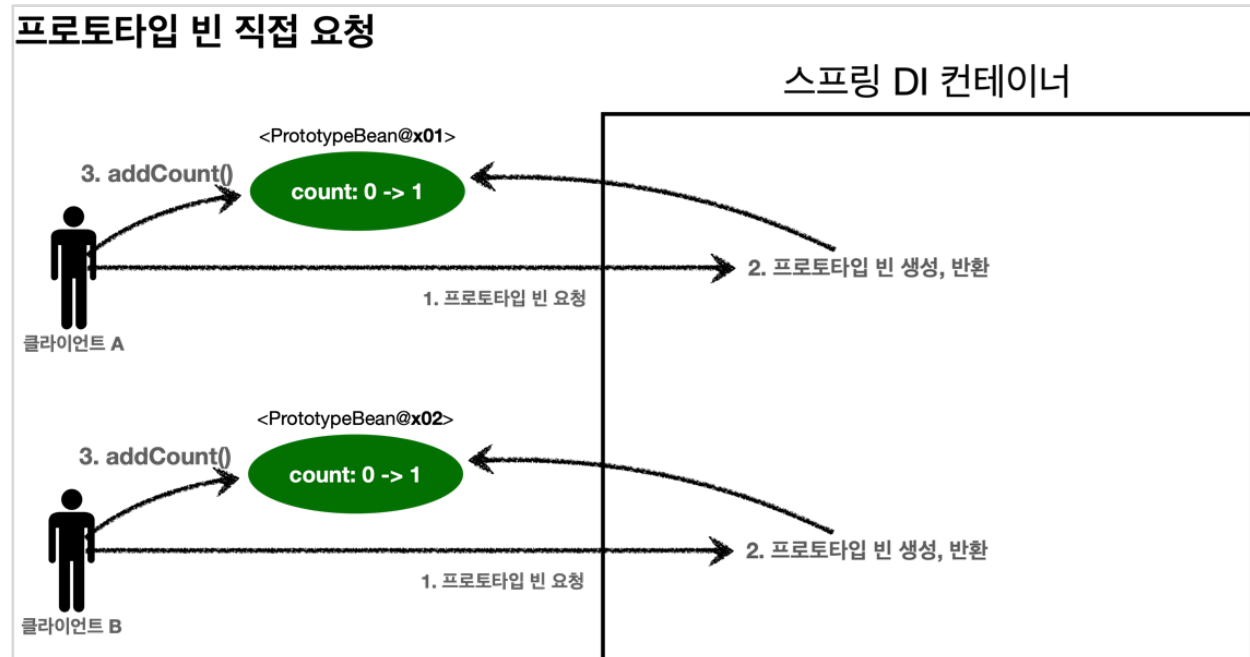 프로토타입 빈 직접 요청
스프링 DI 컨테이너
<PrototypeBean@x01>
3. addCount()
count: 0 -> 1
2. 프로토타입 빈 생성, 반환
1. 프로토타입 빈 요청
클라이언트 A
<PrototypeBean@x02>
3. addCount()
count: 0 -> 1
2. 프로토타입 빈 생성, 반환
1. 프로토타입 빈 요청
클라이언트 B